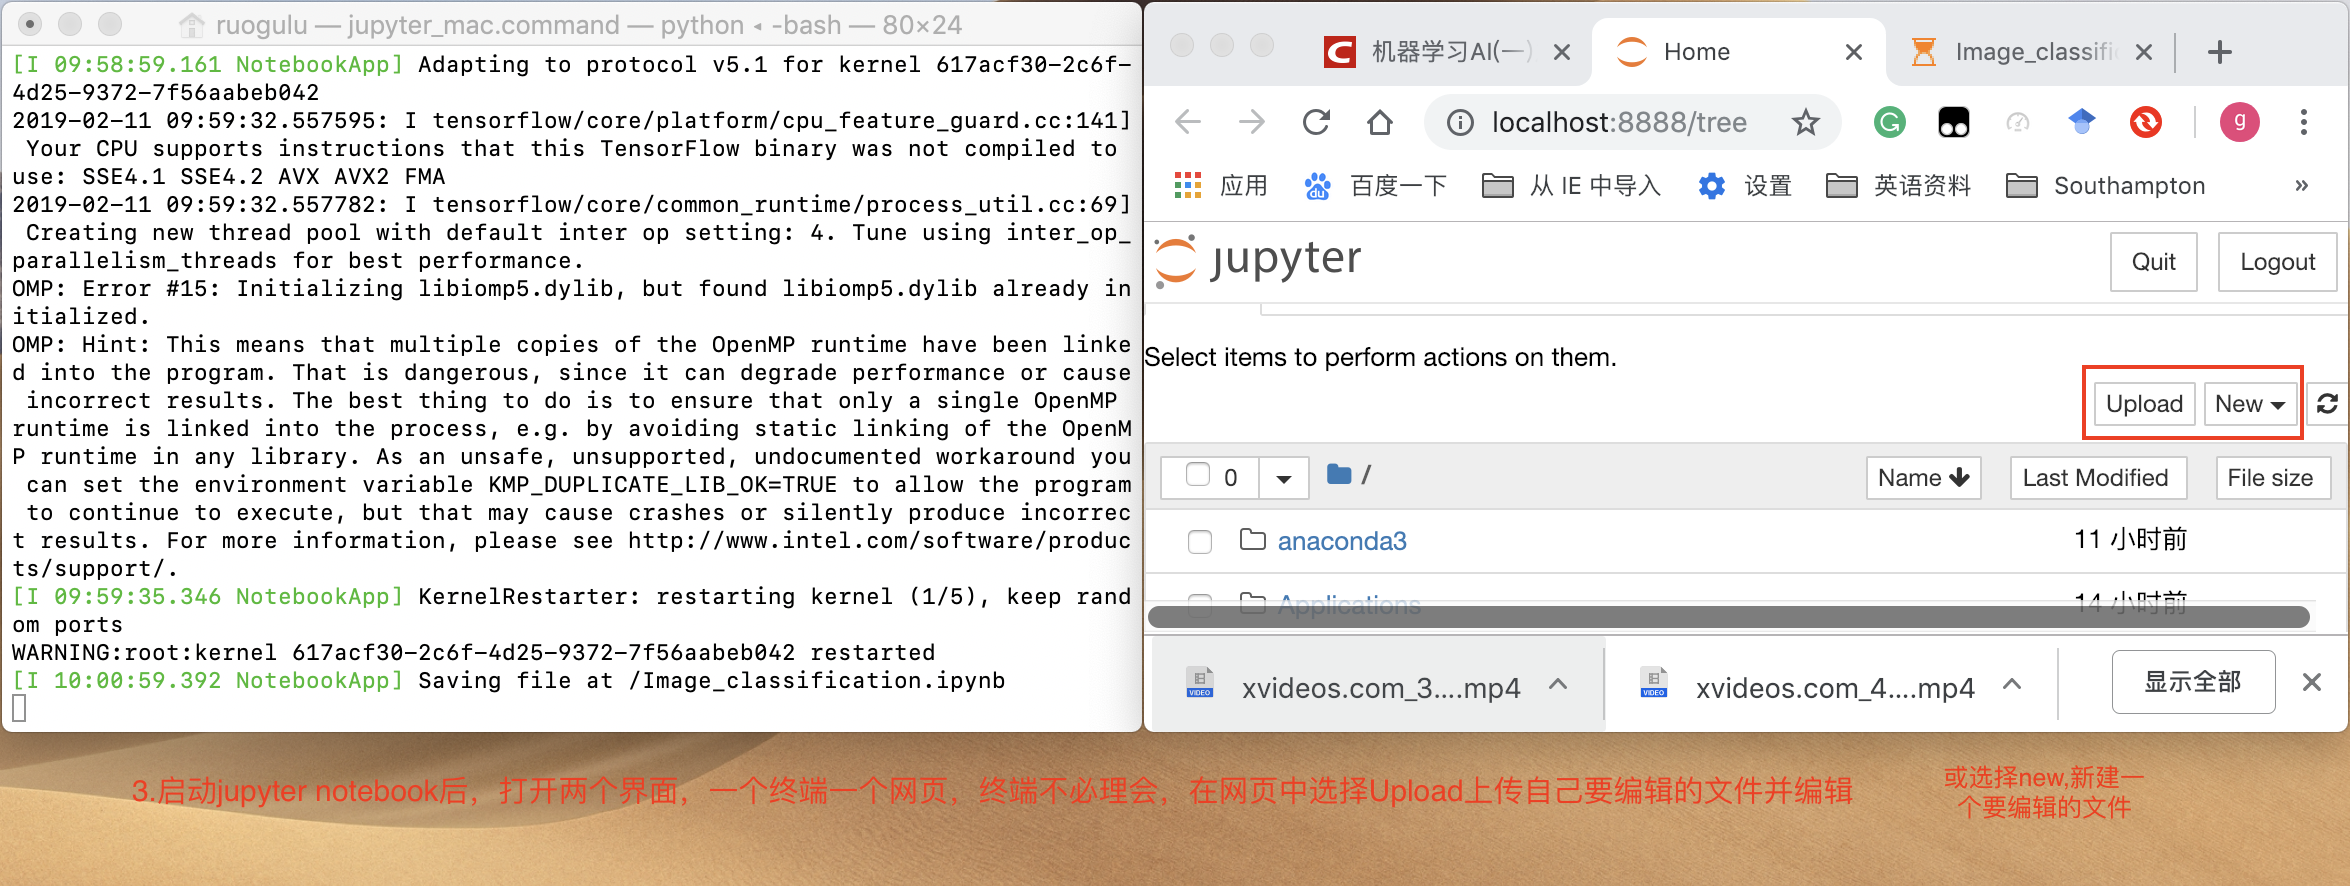 ruogulu — jupyter_mac.command — python ◂ -bash — 80×24
[I 09:58:59.161 NotebookApp] Adapting to protocol v5.1 for kernel 617acf30-2c6f-
4d25-9372-7f56aabeb042
2019-02-11 09:59:32.557595: I tensorflow/core/platform/cpu_feature_guard.cc:141]
Your CPU supports instructions that this TensorFlow binary was not compiled to
use: SSE4.1 SSE4.2 AVX AVX2 FMA
2019-02-11 09:59:32.557782: I tensorflow/core/common_runtime/process_util.cc:69]
Creating new thread pool with default inter op setting: 4. Tune using inter_op_
parallelism_threads for best performance.
OMP: Error #15: Initializing libiomp5.dylib, but found libiomp5.dylib already in
itialized.
OMP: Hint: This means that multiple copies of the OpenMP runtime have been linke
d into the program. That is dangerous, since it can degrade performance or cause
incorrect results. The best thing to do is to ensure that only a single OpenMP
runtime is linked into the process, e.g. by avoiding static linking of the OpenM
P runtime in any library. As an unsafe, unsupported, undocumented workaround you
can set the environment variable KMP_DUPLICATE_LIB_OK=TRUE to allow the program
to continue to execute, but that may cause crashes or silently produce incorrec
t results. For more information, please see http://www.intel.com/software/produc
ts/support/.
[I 09:59:35.346 NotebookApp] KernelRestarter: restarting kernel (1/5), keep rand
om ports
WARNING:root:kernel 617acf30-2c6f-4d25-9372-7f56aabeb042 restarted
[I 10:00:59.392 NotebookApp] Saving file at /Image_classification.ipynb
机器学习AI(一) Home Image_classifi
localhost:8888/tree g
应用 百度一下 从 IE 中导入 设置 英语资料 Southampton »
jupyter Quit Logout
Select items to perform actions on them.
Upload New
0 / Name Last Modified File size
anaconda3 11 小时前
Applications 14 小时前
VIDEO xvideos.com_3....mp4 VIDEO xvideos.com_4....mp4 显示全部
3.启动jupyter notebook后，打开两个界面，一个终端一个网页，终端不必理会，在网页中选择Upload上传自己要编辑的文件并编辑
或选择new,新建一
个要编辑的文件